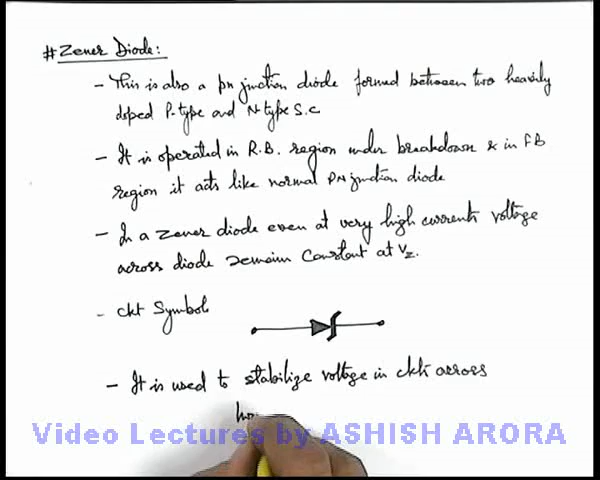 # Zener Diode:
- This is also a pn junction diode formed between two heavily
doped P-type and N-type S.C
- It is operated in R.B. region under breakdown & in FB
region it acts like normal PN junction diode
- In a zener diode even at very high currents voltage
across diode remain constant at Vz.
- ckt Symbol
- It is used to stabilize voltage in ckts across
Video Lectures by ASHISH ARORA